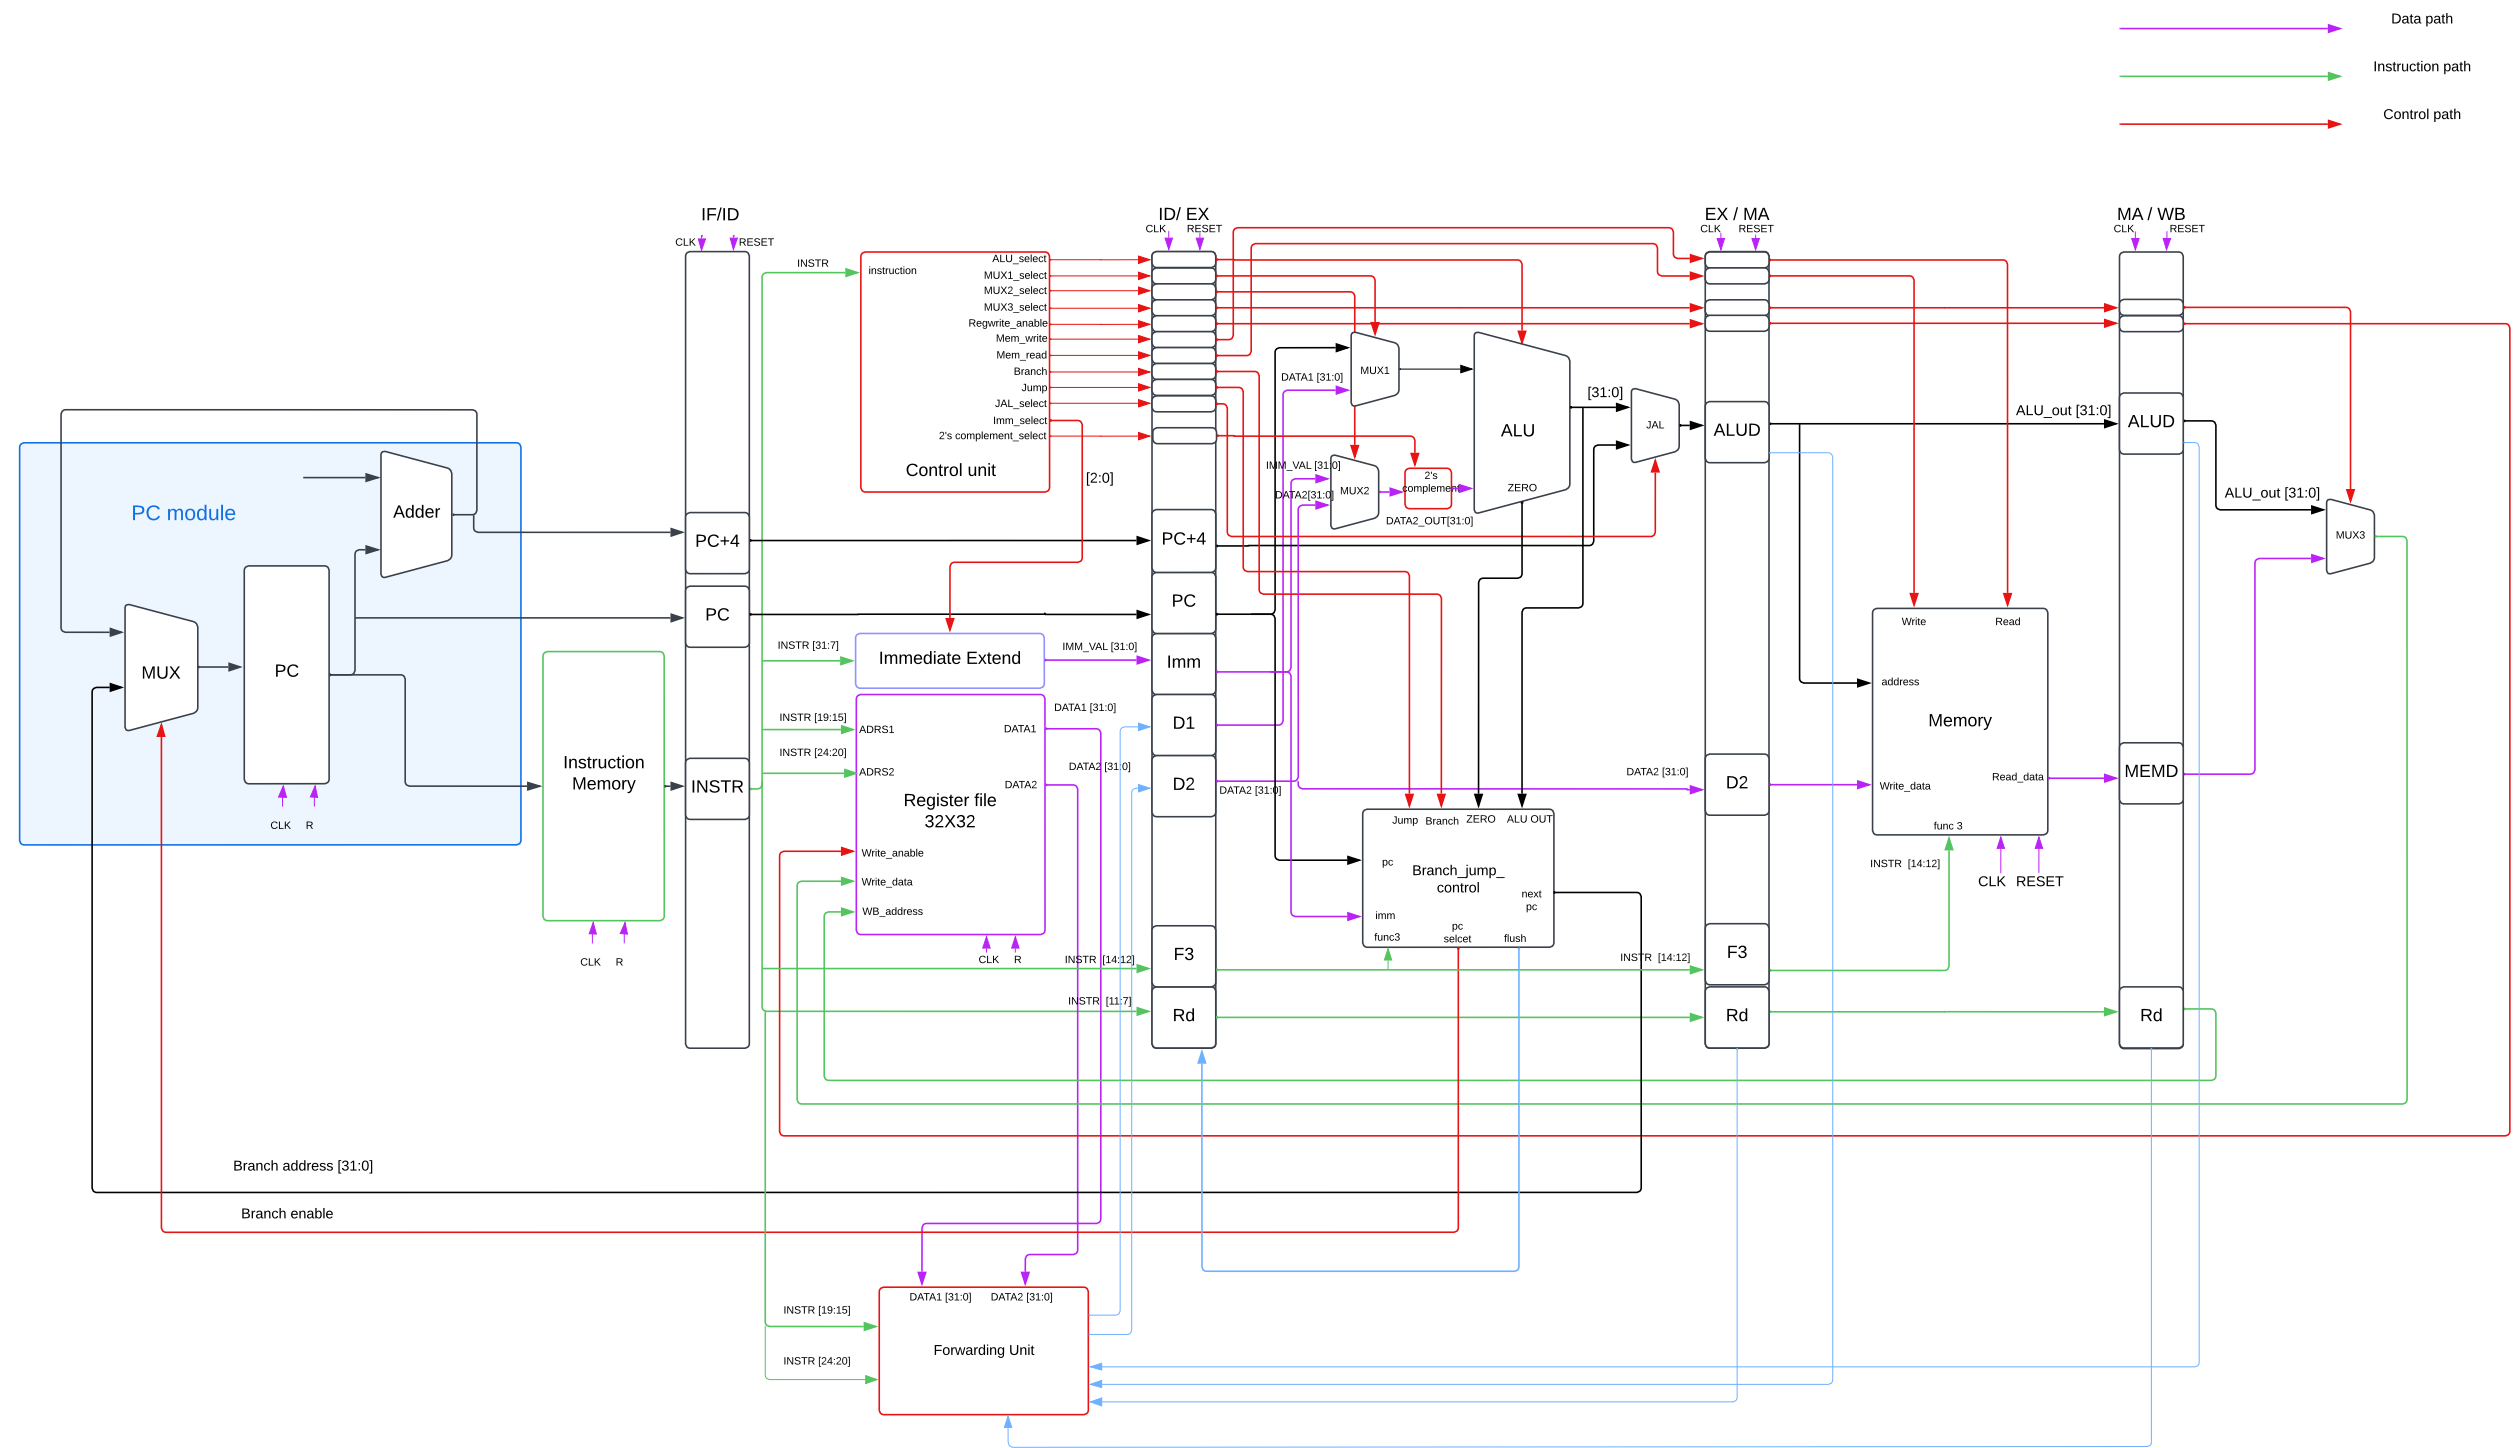 Data path
Instruction path
Control path
IF/ID
CLK
RESET
ID/ EX
CLK
RESET
EX / MA
CLK
RESET
MA / WB
CLK
RESET
INSTR
instruction
ALU_select
MUX1_select
MUX2_select
MUX3_select
Regwrite_anable
Mem_write
Mem_read
Branch
Jump
JAL_select
Imm_select
2's complement_select
Control unit
[2:0]
PC module
Adder
MUX
PC
CLK
R
Instruction
Memory
CLK
R
PC+4
PC
INSTR
INSTR [31:7]
Immediate Extend
IMM_VAL [31:0]
INSTR [19:15]
INSTR [24:20]
ADRS1
ADRS2
DATA1
DATA2
Register file
32X32
Write_anable
Write_data
WB_address
CLK
R
DATA1 [31:0]
DATA2 [31:0]
INSTR  [14:12]
INSTR  [11:7]
PC+4
PC
Imm
D1
D2
F3
Rd
DATA2 [31:0]
DATA1 [31:0]
MUX1
IMM_VAL [31:0]
DATA2[31:0]
MUX2
2's
complement
DATA2_OUT[31:0]
ALU
ZERO
[31:0]
JAL
Jump
Branch
ZERO
ALU OUT
pc
Branch_jump_
control
next
pc
imm
func3
pc
selcet
flush
DATA2 [31:0]
INSTR  [14:12]
ALUD
D2
F3
Rd
ALU_out [31:0]
Write
Read
address
Memory
Write_data
Read_data
func 3
INSTR  [14:12]
CLK
RESET
ALUD
MEMD
Rd
ALU_out [31:0]
MUX3
Branch address [31:0]
Branch enable
DATA1 [31:0]
DATA2 [31:0]
INSTR [19:15]
Forwarding Unit
INSTR [24:20]